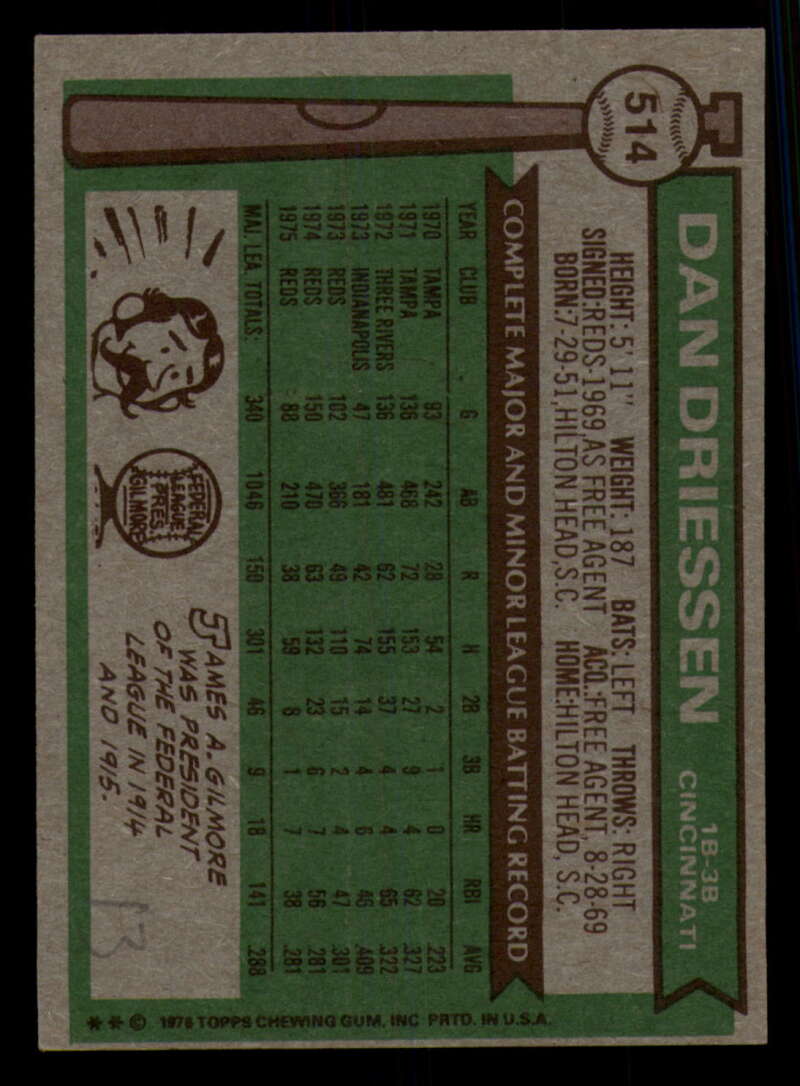 514
DAN DRIESSEN
1B-3B
CINCINNATI
HEIGHT: 5'11" WEIGHT: 187 BATS: LEFT THROWS: RIGHT
SIGNED: REDS-1969, AS FREE AGENT ACQ.: FREE AGENT, 8-28-69
BORN: 7-29-51, HILTON HEAD, S.C. HOME: HILTON HEAD, S.C.
COMPLETE MAJOR AND MINOR LEAGUE BATTING RECORD
YEAR CLUB G AB R H 2B 3B HR RBI AVG
1970 TAMPA 93 242 28 54 2 1 0 20 .223
1971 TAMPA 136 468 72 153 27 9 4 62 .327
1972 THREE RIVERS 136 481 62 155 37 4 4 65 .322
1973 INDIANAPOLIS 47 181 42 74 14 4 6 46 .409
1973 REDS 102 366 49 110 15 2 4 47 .301
1974 REDS 150 470 63 132 23 6 7 56 .281
1975 REDS 88 210 38 59 8 1 7 38 .281
MAJ. LEA. TOTALS: 340 1046 150 301 46 9 18 141 .288
FEDERAL
LEAGUE
PRES.
GILMORE
JAMES A. GILMORE
WAS PRESIDENT
OF THE FEDERAL
LEAGUE IN 1914
AND 1915.
13
** © 1976 TOPPS CHEWING GUM, INC PRTD. IN U.S.A.